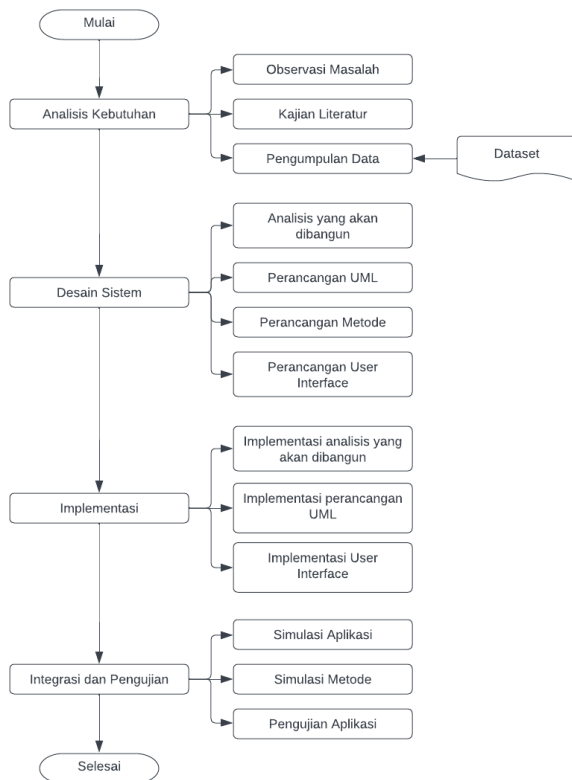 Mulai
Analisis Kebutuhan
Observasi Masalah
Kajian Literatur
Pengumpulan Data
Dataset
Desain Sistem
Analisis yang akan
dibangun
Perancangan UML
Perancangan Metode
Perancangan User
Interface
Implementasi
Implementasi analisis yang
akan dibangun
Implementasi perancangan
UML
Implementasi User
Interface
Integrasi dan Pengujian
Simulasi Aplikasi
Simulasi Metode
Pengujian Aplikasi
Selesai